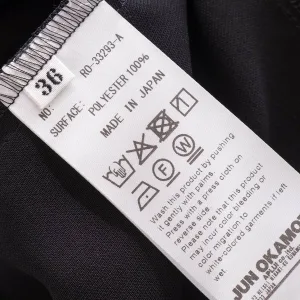 36
NO: RO-33293-A
SURFACE: POLYESTER 100%
MADE IN JAPAN
Wash this product by pushing
it gently with palms.
Press with a press cloth on
reverse side.
Please note that this product
may incur color bleeding or
color migration to
white-colored garments if left
wet.
JUN OKAMO